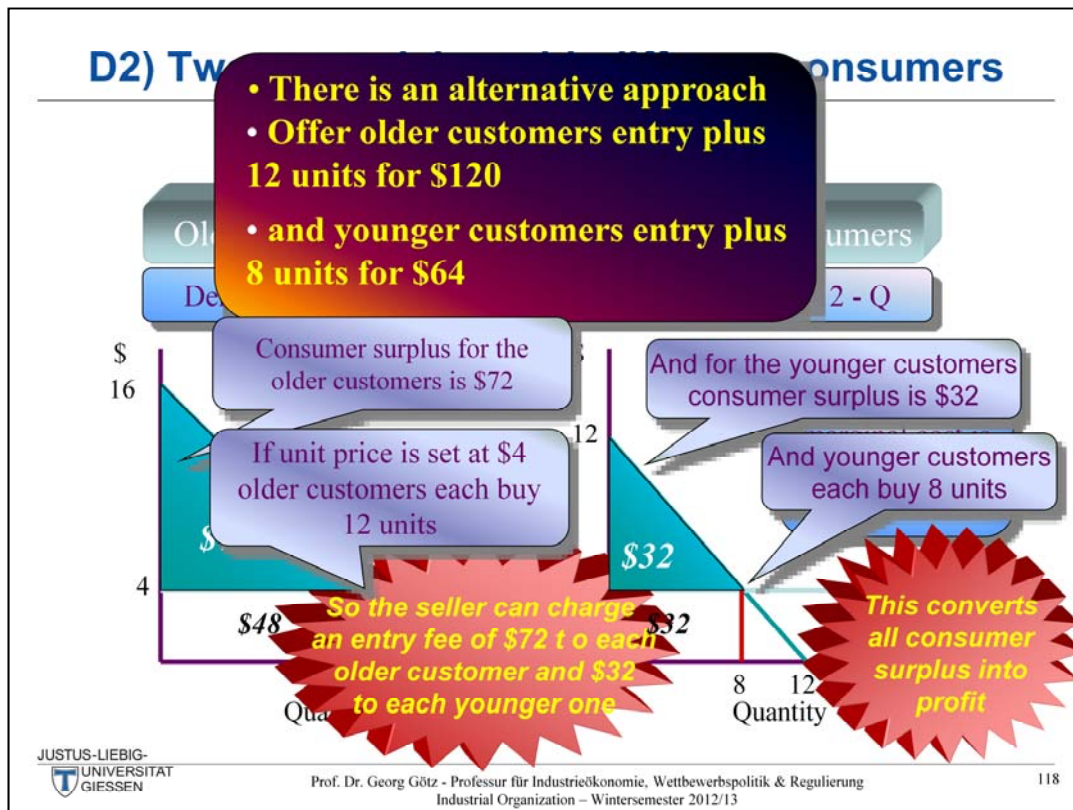 D2) Tw onsumers
• There is an alternative approach
• Offer older customers entry plus
12 units for $120
• and younger customers entry plus
8 units for $64
Ol umers
De 2 - Q
$
16
Consumer surplus for the
older customers is $72
And for the younger customers
consumer surplus is $32
12
If unit price is set at $4
older customers each buy
12 units
And younger customers
each buy 8 units
$
$32
4
$48
$32
So the seller can charge
an entry fee of $72 t o each
older customer and $32
to each younger one
This converts
all consumer
surplus into
profit
8 12
Qua
Quantity
JUSTUS-LIEBIG-
UNIVERSITAT
GIESSEN
Prof. Dr. Georg Götz - Professur für Industrieökonomie, Wettbewerbspolitik & Regulierung
Industrial Organization – Wintersemester 2012/13
118